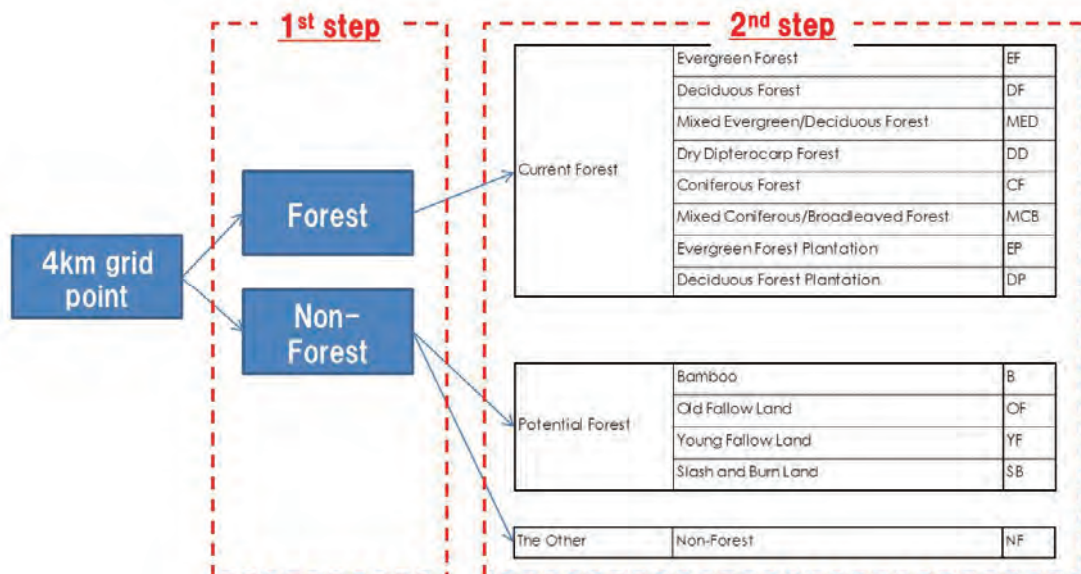 1st step
2nd step
4km grid
point
Forest
Non-
Forest
Current Forest
Evergreen Forest EF
Deciduous Forest DF
Mixed Evergreen/Deciduous Forest MED
Dry Dipterocarp Forest DD
Coniferous Forest CF
Mixed Coniferous/Broadleaved Forest MCB
Evergreen Forest Plantation EP
Deciduous Forest Plantation DP
Potential Forest
Bamboo B
Old Fallow Land OF
Young Fallow Land YF
Slash and Burn Land SB
The Other Non-Forest NF